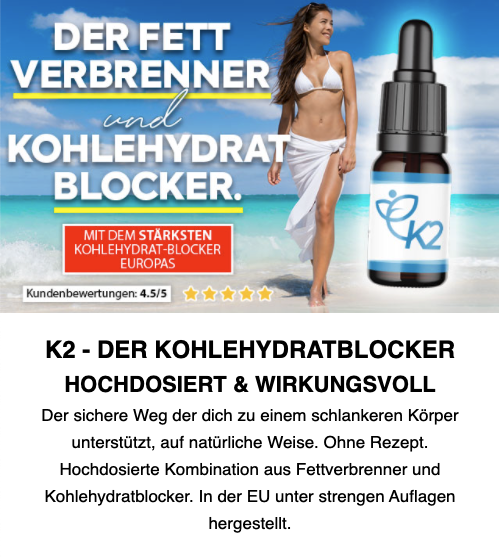 DER FETT
VERBRENNER
und
KOHLEHYDRAT
BLOCKER.
MIT DEM STÄRKSTEN
KOHLEHYDRAT-BLOCKER
EUROPAS
Kundenbewertungen: 4.5/5
K2
K2 - DER KOHLEHYDRATBLOCKER
HOCHDOSIERT & WIRKUNGSVOLL
Der sichere Weg der dich zu einem schlankeren Körper
unterstützt, auf natürliche Weise. Ohne Rezept.
Hochdosierte Kombination aus Fettverbrenner und
Kohlehydratblocker. In der EU unter strengen Auflagen
hergestellt.